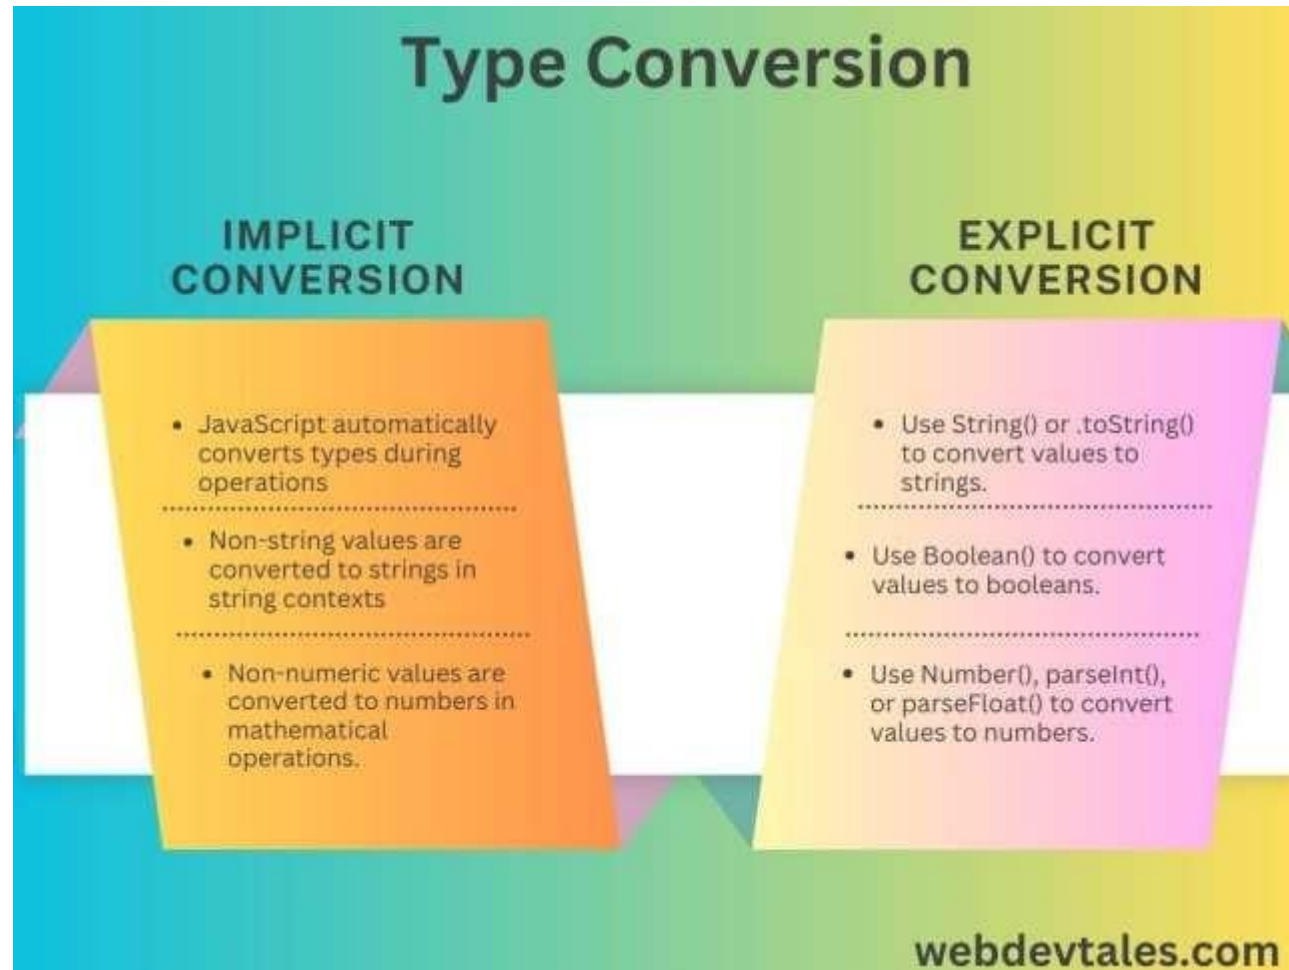 Type Conversion
IMPLICIT
CONVERSION
• JavaScript automatically
converts types during
operations
• Non-string values are
converted to strings in
string contexts
• Non-numeric values are
converted to numbers in
mathematical
operations.
EXPLICIT
CONVERSION
• Use String() or .toString()
to convert values to
strings.
• Use Boolean() to convert
values to booleans.
• Use Number(), parseInt(),
or parseFloat() to convert
values to numbers.
webdevtales.com